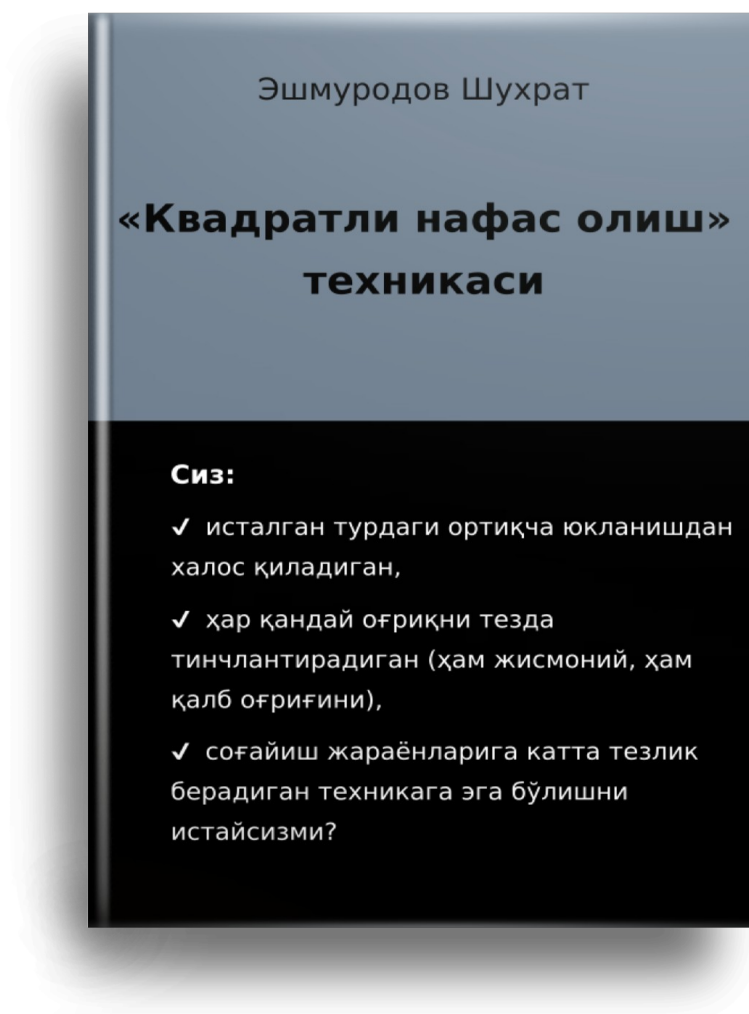 Эшмуродов Шухрат
«Квадратли нафас олиш»
техникаси
Сиз:
✓ исталган турдаги ортиқча юкланишдан
халос қиладиган,
✓ ҳар қандай оғриқни тезда
тинчлантирадиган (ҳам жисмоний, ҳам
қалб оғриғини),
✓ соғайиш жараёнларига катта тезлик
берадиган техникага эга бўлишни
истайсизми?